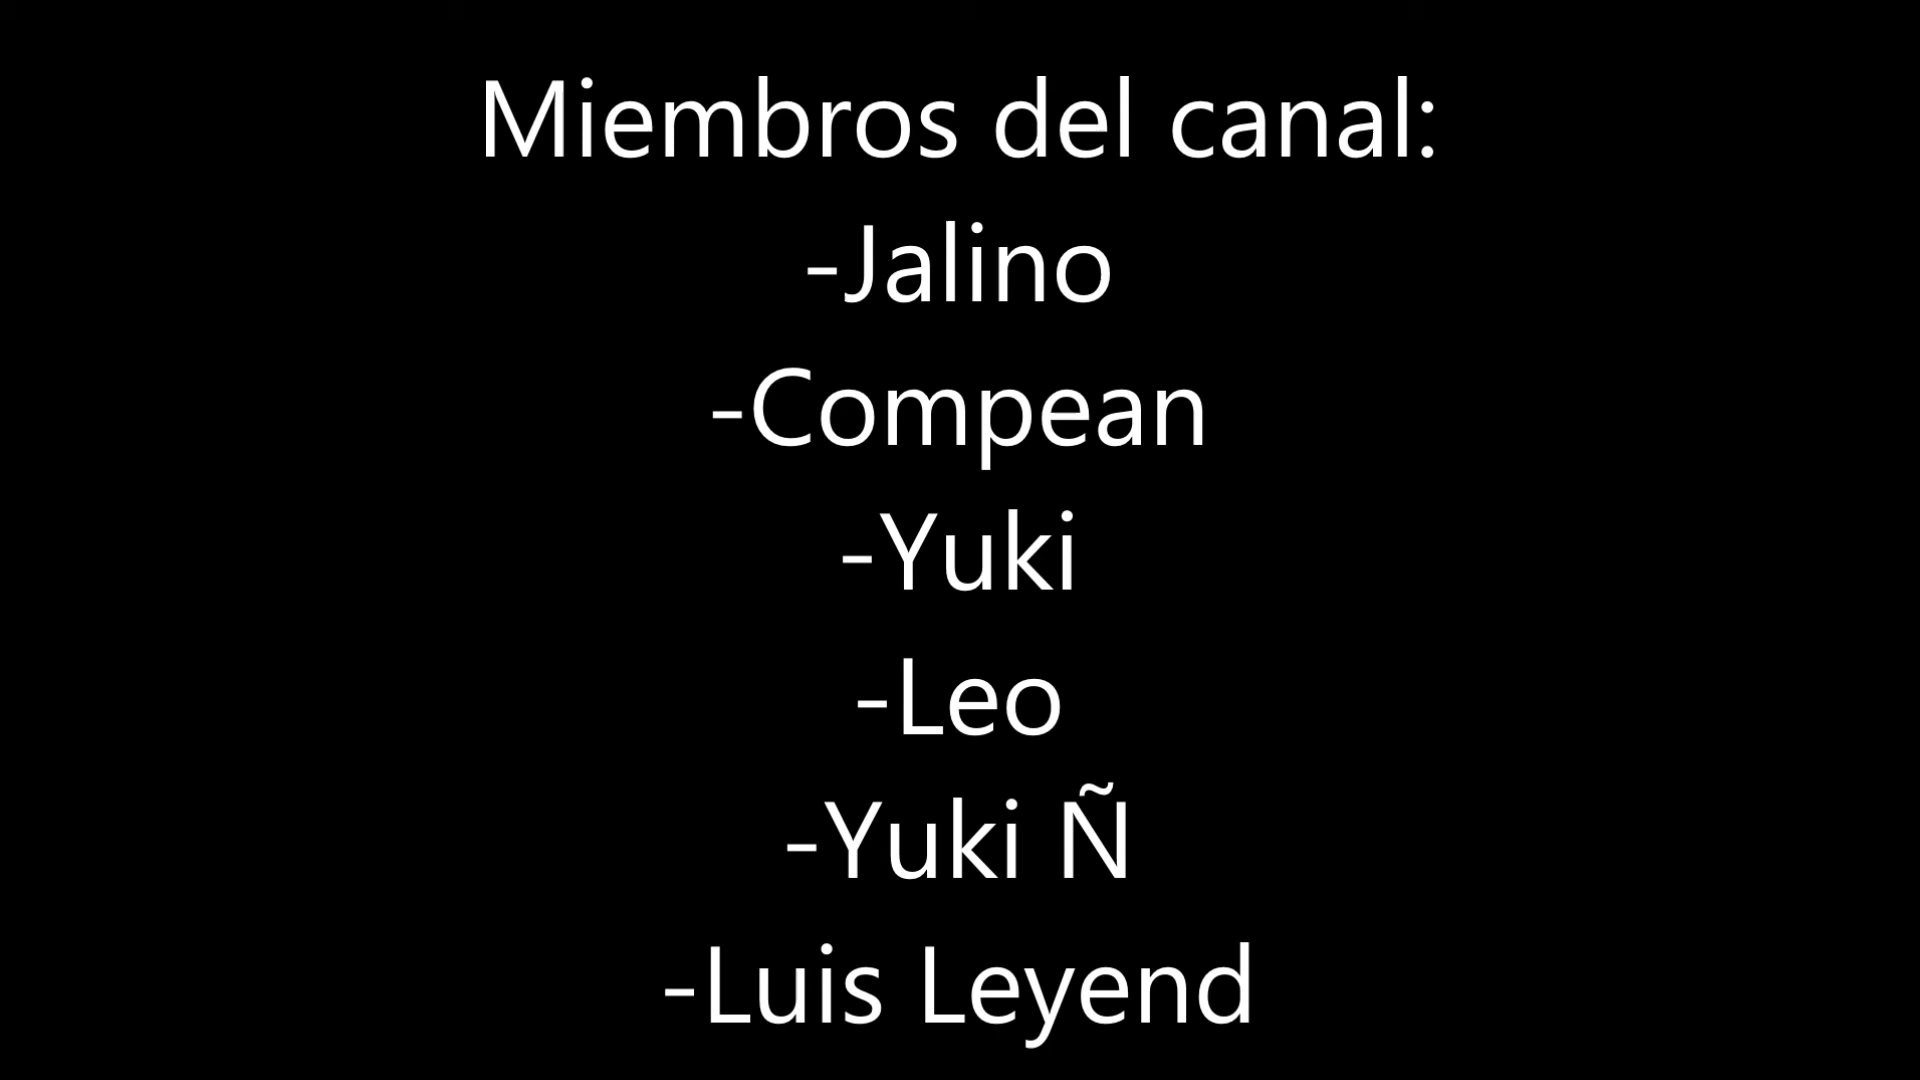 Miembros del canal:
-Jalino
-Compean
-Yuki
-Leo
-Yuki Ñ
-Luis Leyend